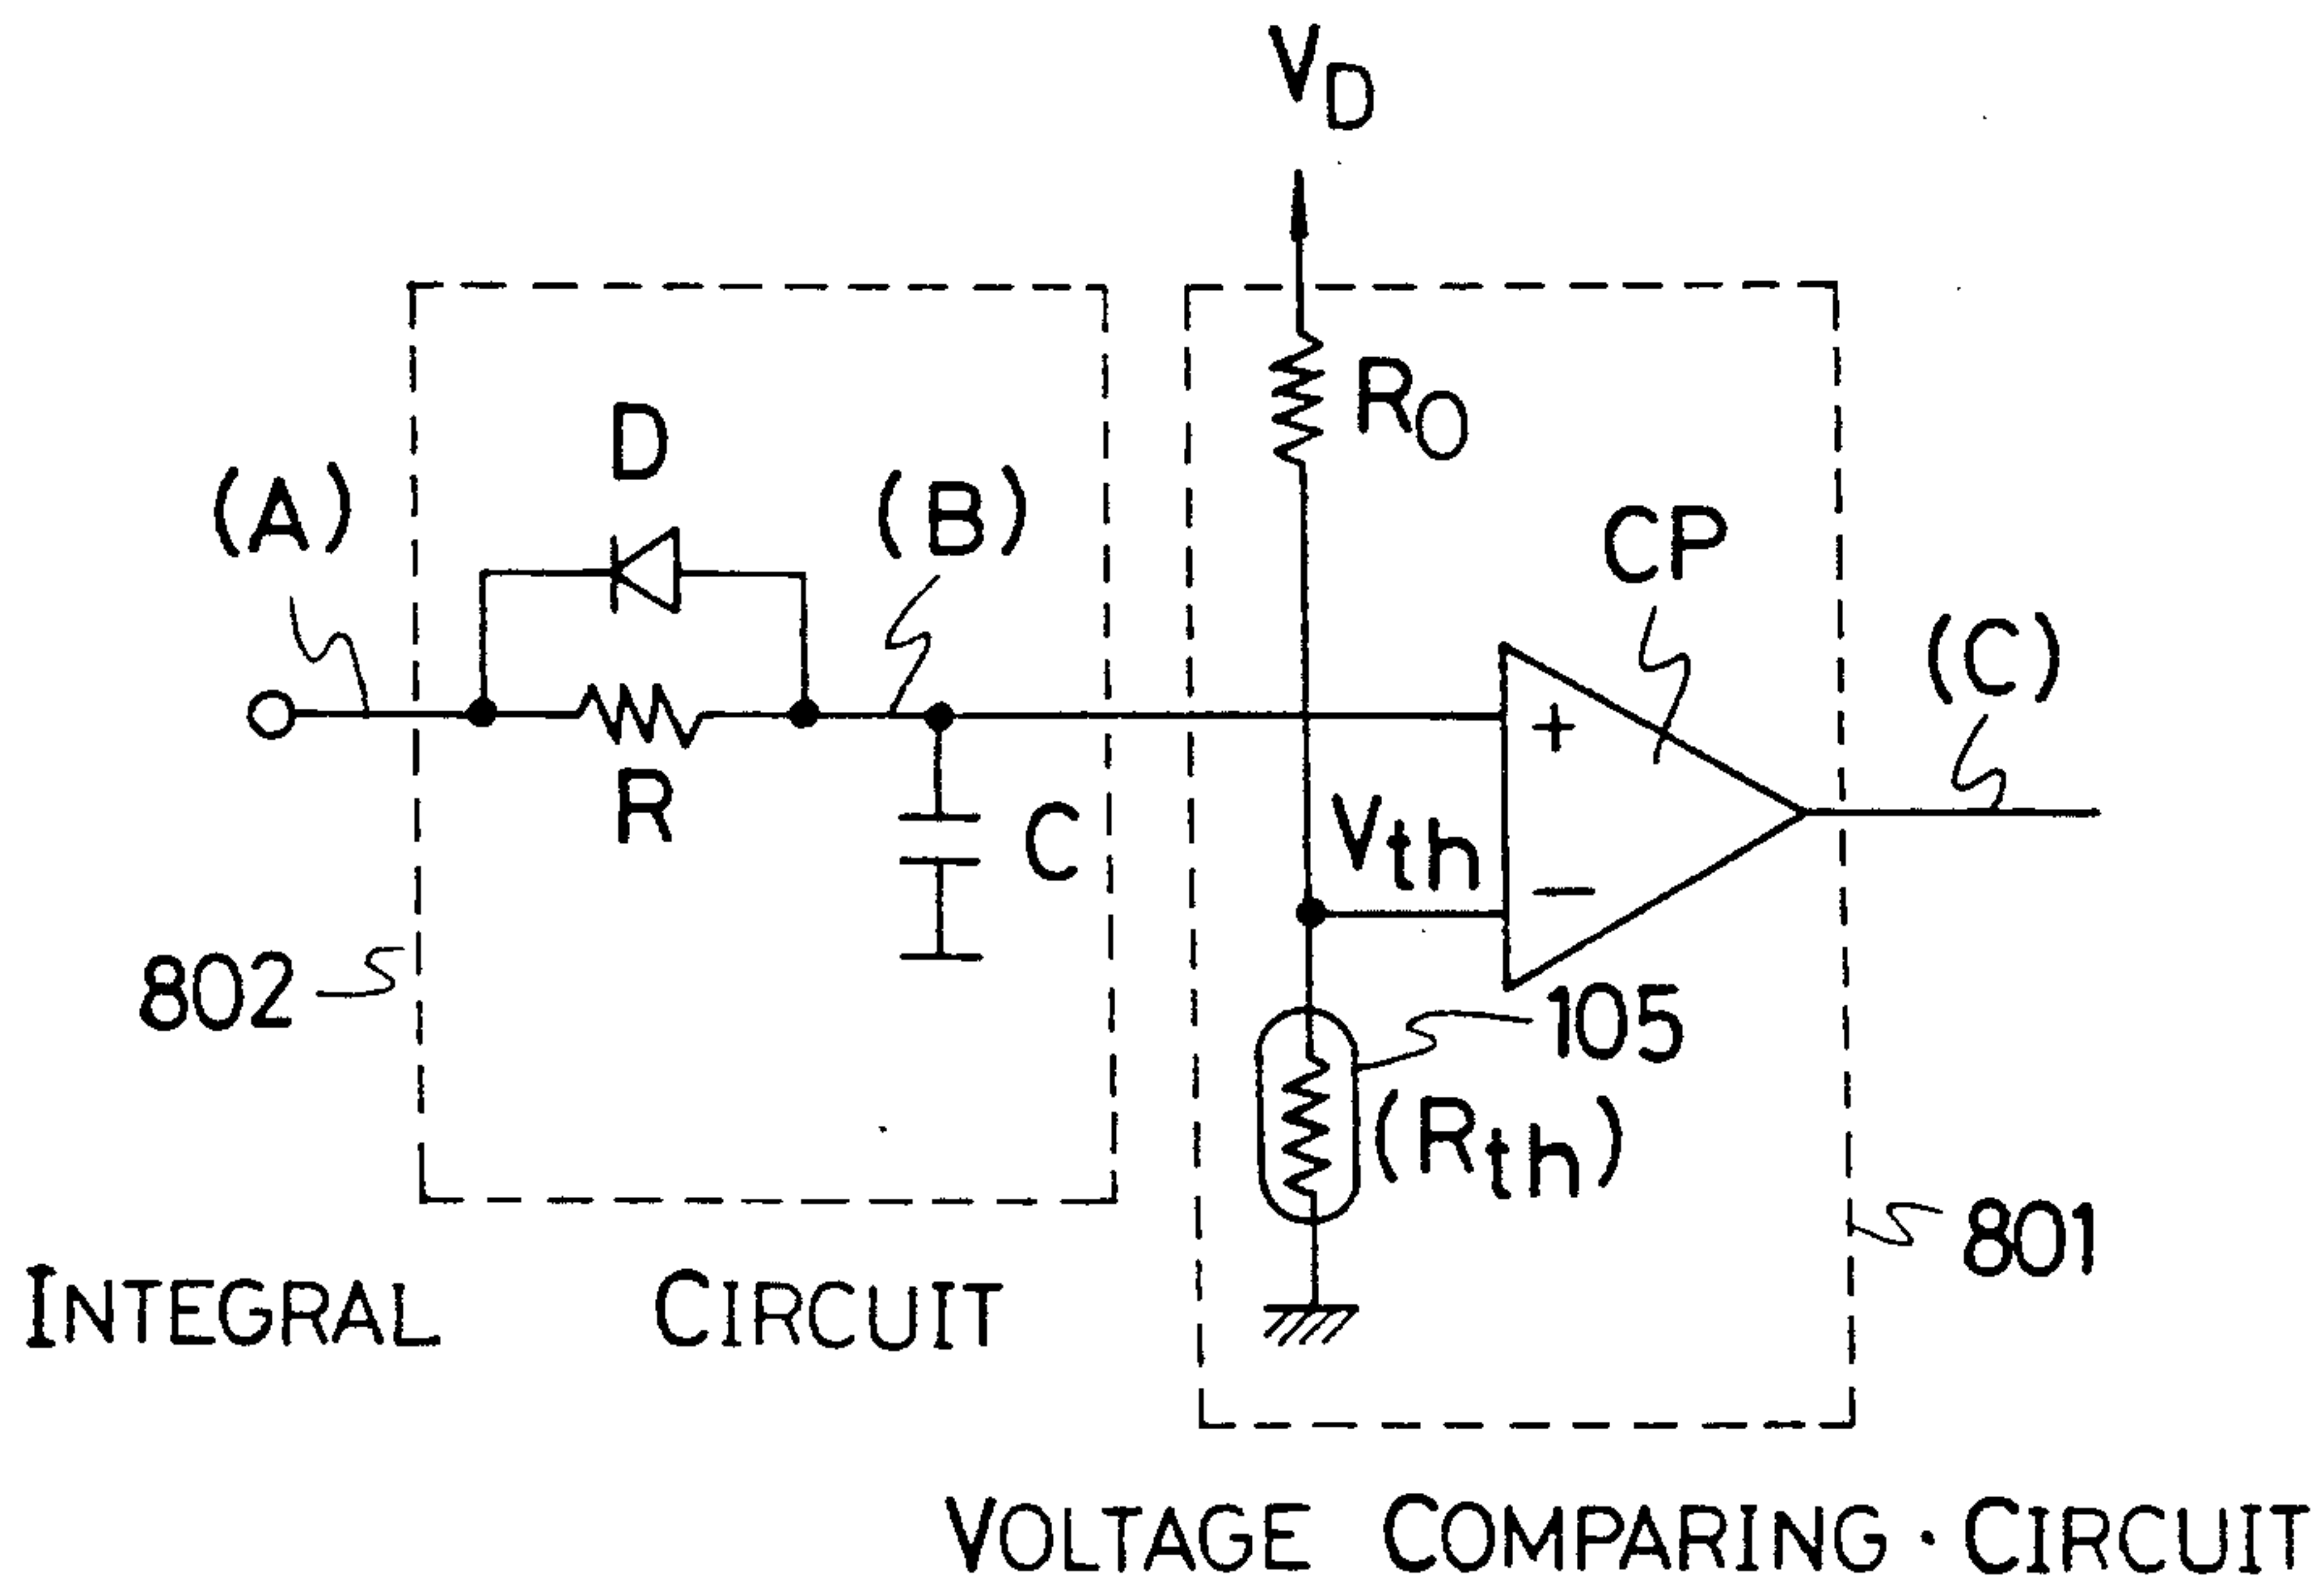 VD
RO
D
(A)
(B)
CP
(C)
+
R
C
Vth
−
802
105
(Rth)
801
INTEGRAL CIRCUIT
VOLTAGE COMPARING · CIRCUIT